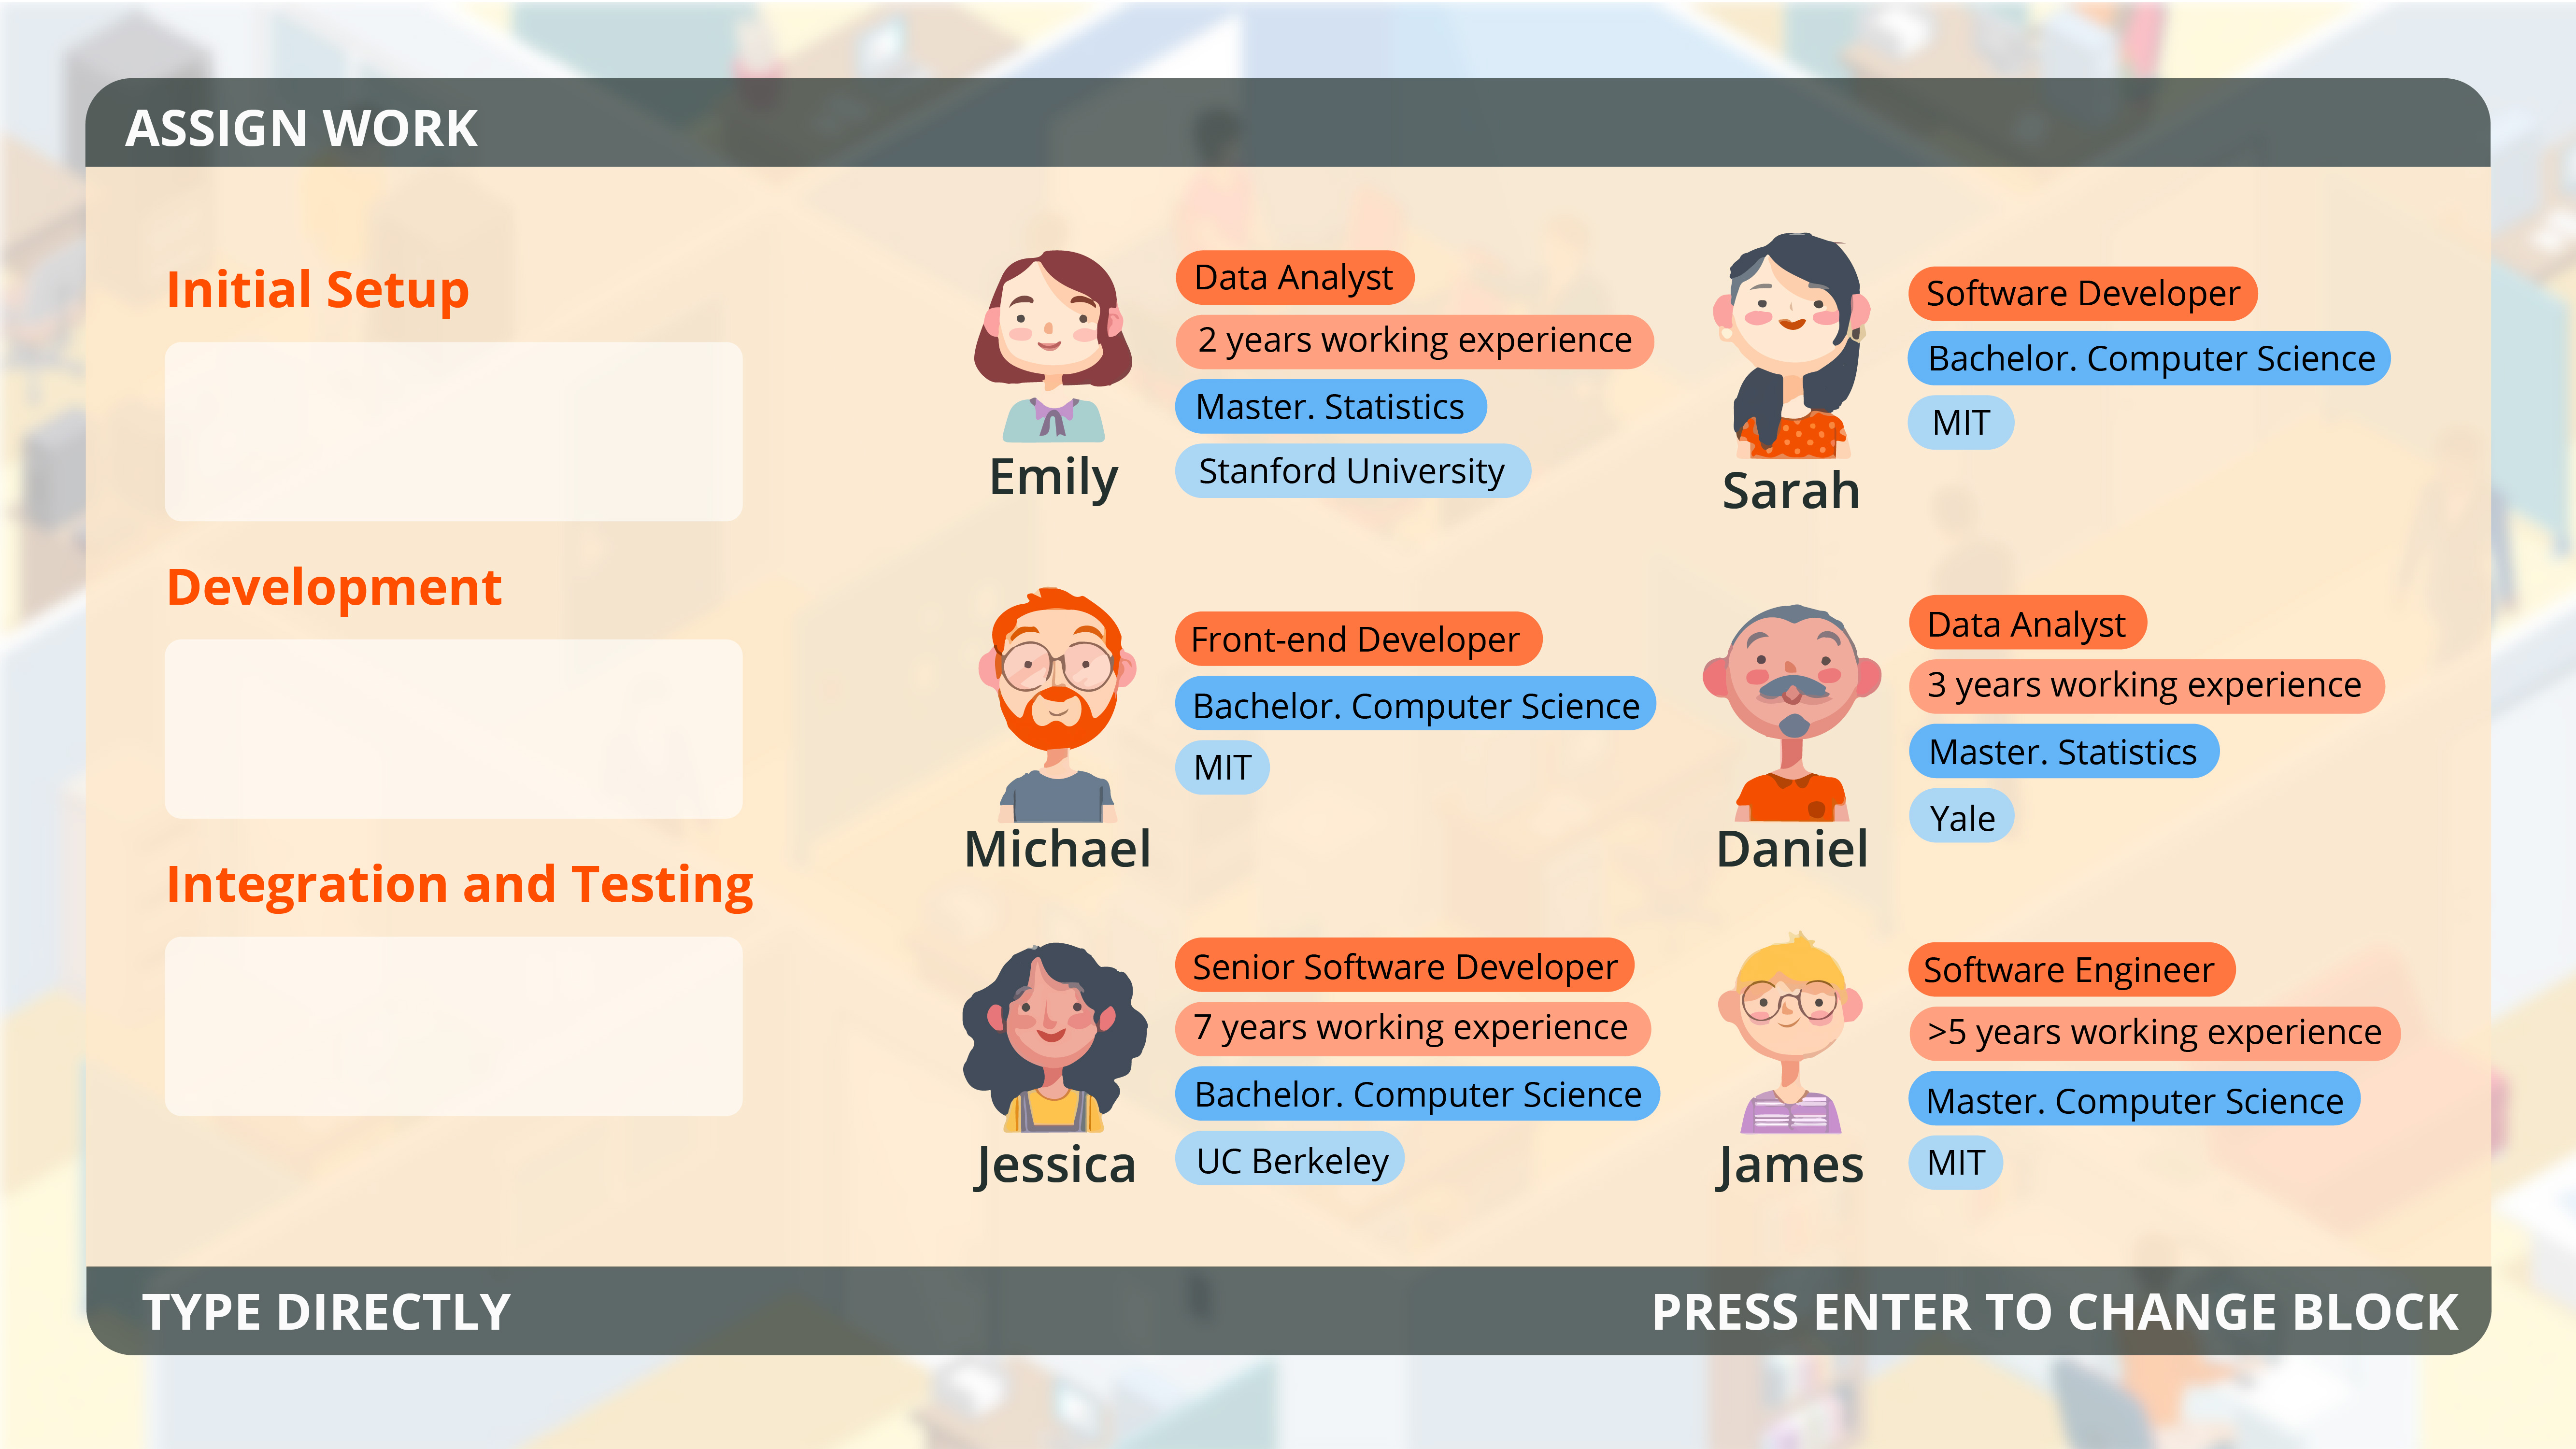 ASSIGN WORK
Initial Setup
Development
Integration and Testing
Data Analyst
2 years working experience
Master. Statistics
Stanford University
Emily
Software Developer
Bachelor. Computer Science
MIT
Sarah
Front-end Developer
Bachelor. Computer Science
MIT
Michael
Data Analyst
3 years working experience
Master. Statistics
Yale
Daniel
Senior Software Developer
7 years working experience
Bachelor. Computer Science
UC Berkeley
Jessica
Software Engineer
>5 years working experience
Master. Computer Science
MIT
James
TYPE DIRECTLY
PRESS ENTER TO CHANGE BLOCK